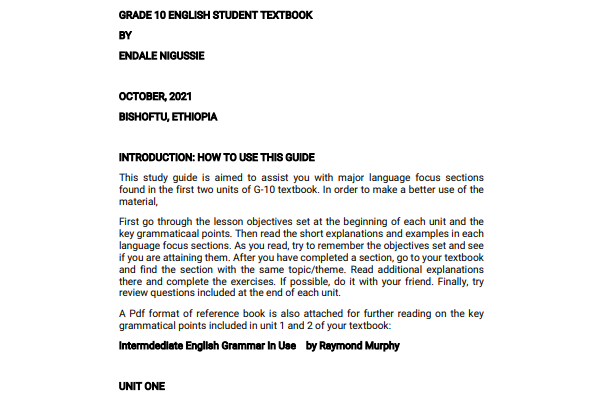 GRADE 10 ENGLISH STUDENT TEXTBOOK
BY
ENDALE NIGUSSIE
OCTOBER, 2021
BISHOFTU, ETHIOPIA
INTRODUCTION: HOW TO USE THIS GUIDE
This study guide is aimed to assist you with major language focus sections
found in the first two units of G-10 textbook. In order to make a better use of the
material,
First go through the lesson objectives set at the beginning of each unit and the
key grammaticaal points. Then read the short explanations and examples in each
language focus sections. As you read, try to remember the objectives set and see
if you are attaining them. After you have completed a section, go to your textbook
and find the section with the same topic/theme. Read additional explanations
there and complete the exercises. If possible, do it with your friend. Finally, try
review questions included at the end of each unit.
A Pdf format of reference book is also attached for further reading on the key
grammatical points included in unit 1 and 2 of your textbook:
Intermdediate English Grammar In Use by Raymond Murphy
UNIT ONE